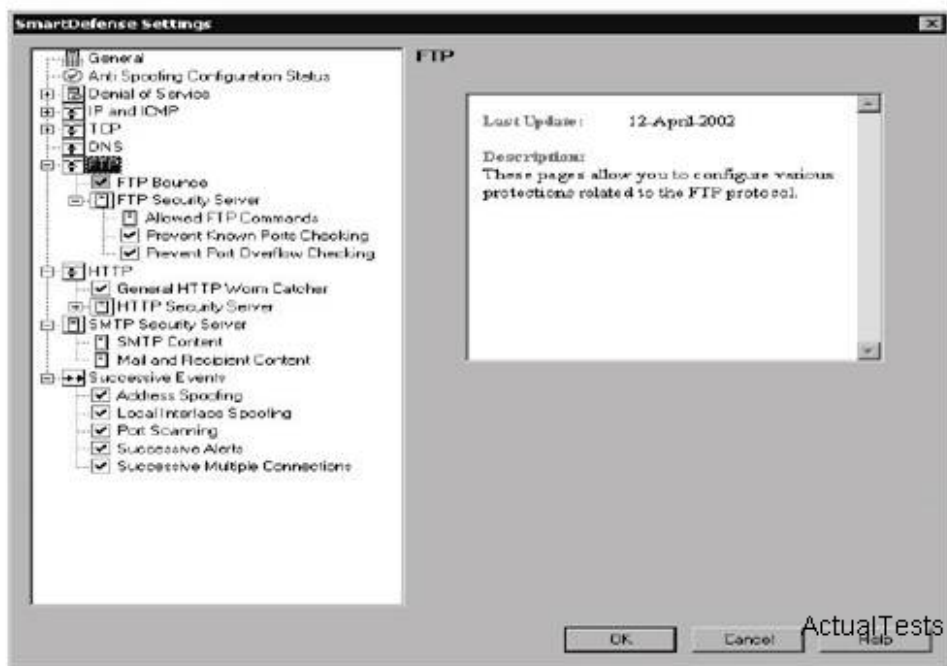 SmartDefense Settings
General
Anti Spoofing Configuration Status
Denial of Service
IP and ICMP
TCP
DNS
FTP
FTP Bounce
FTP Security Server
Allowed FTP Commands
Prevent Known Ports Checking
Prevent Port Overflow Checking
HTTP
General HTTP Worm Catcher
HTTP Security Server
SMTP Security Server
SMTP Content
Mail and Recipient Content
Successive Events
Address Spoofing
Local Interface Spoofing
Port Scanning
Successive Alerts
Successive Multiple Connections
FTP
Last Update: 12-April-2002
Description:
These pages allow you to configure various
protections related to the FTP protocol.
OK
Cancel
Help
ActualTests